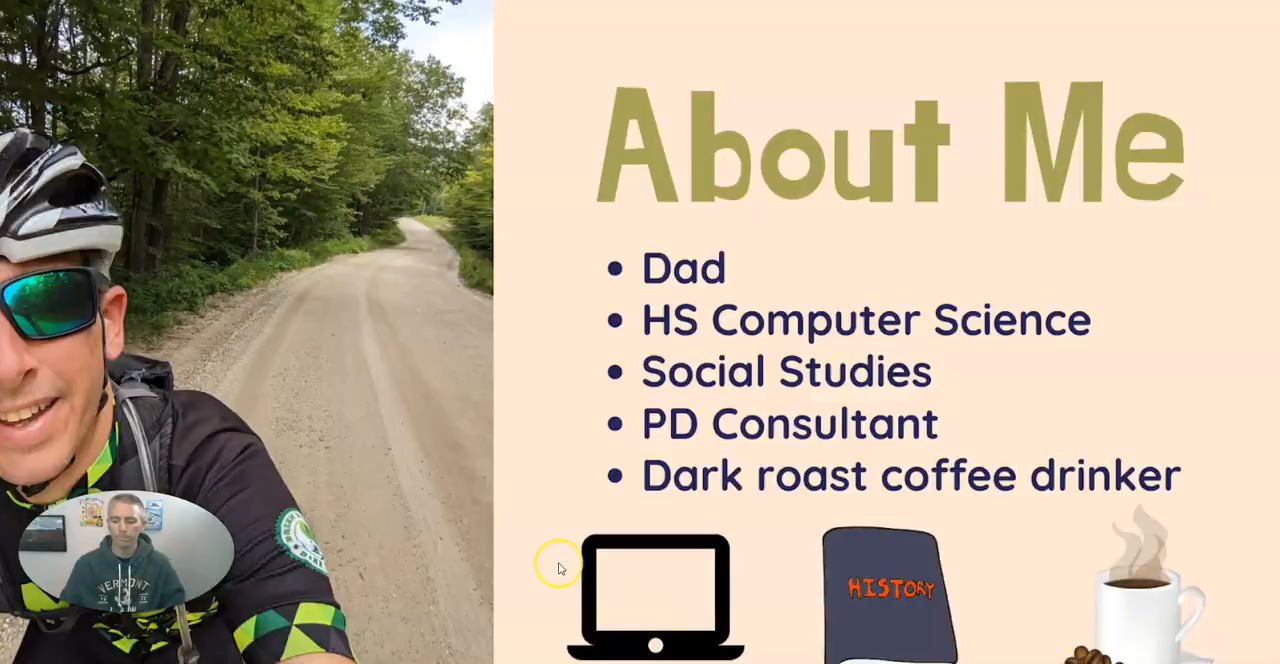 About Me
Dad
HS Computer Science
Social Studies
PD Consultant
Dark roast coffee drinker
HISTORY
VERMONT